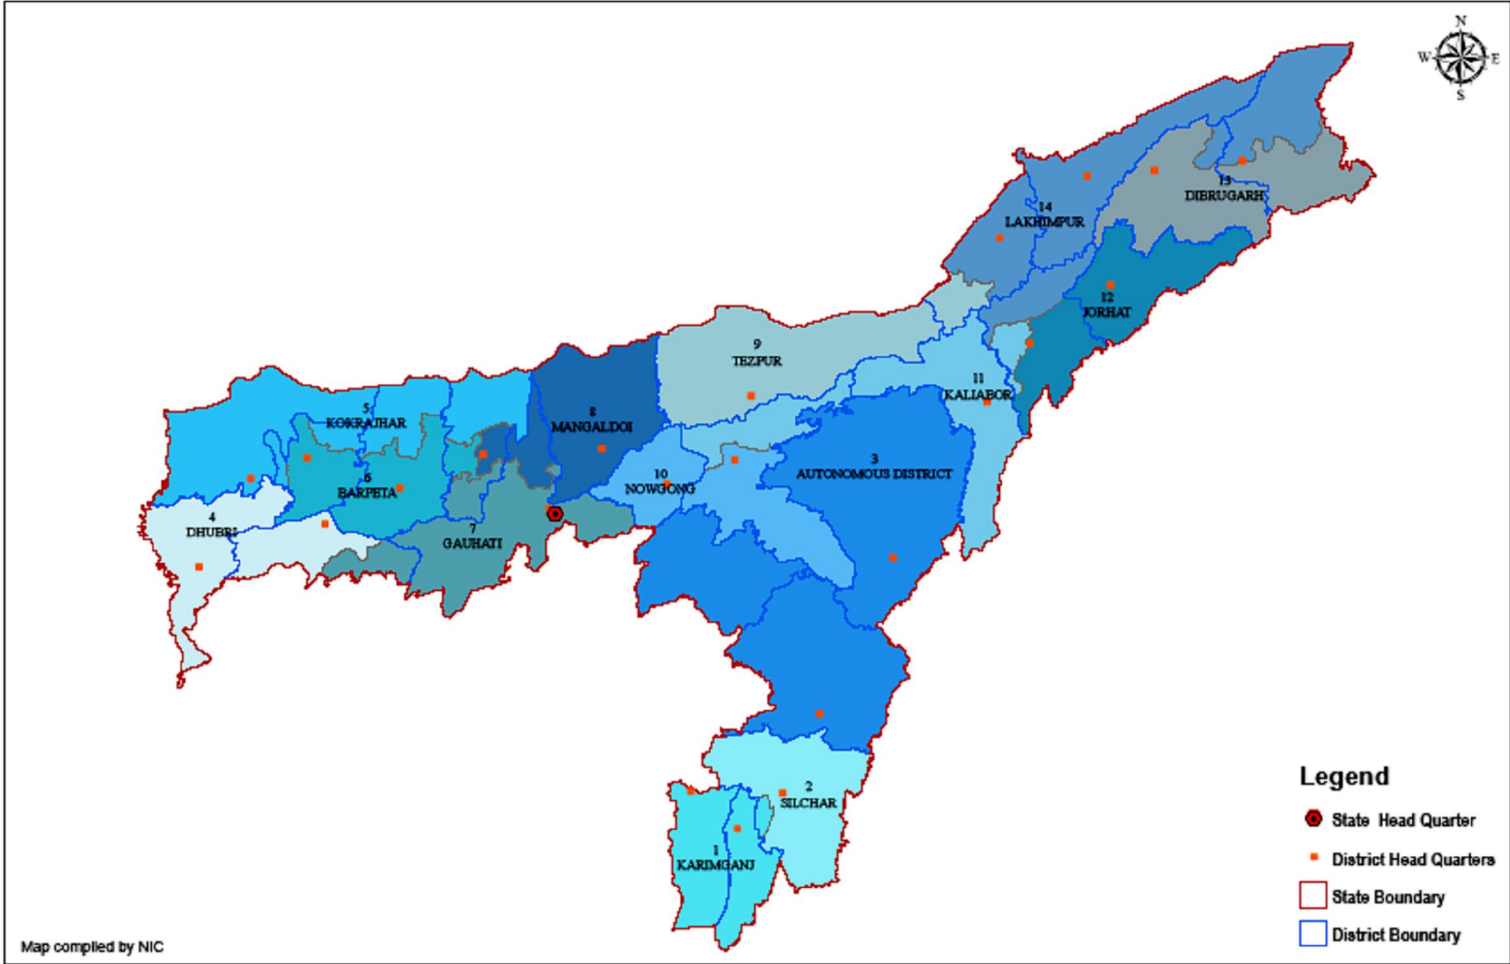 N
W E
S
13
DIBRUGARH
14
LAKHIMPUR
12
JORHAT
9
TEZPUR
11
KALIABOR
5
KOKRAJHAR
8
MANGALDOI
3
AUTONOMOUS DISTRICT
10
NOWGONG
6
BARPETA
4
DHUBRI
7
GAUHATI
2
SILCHAR
1
KARIMGANJ
Legend
State Head Quarter
District Head Quarters
State Boundary
District Boundary
Map compiled by NIC